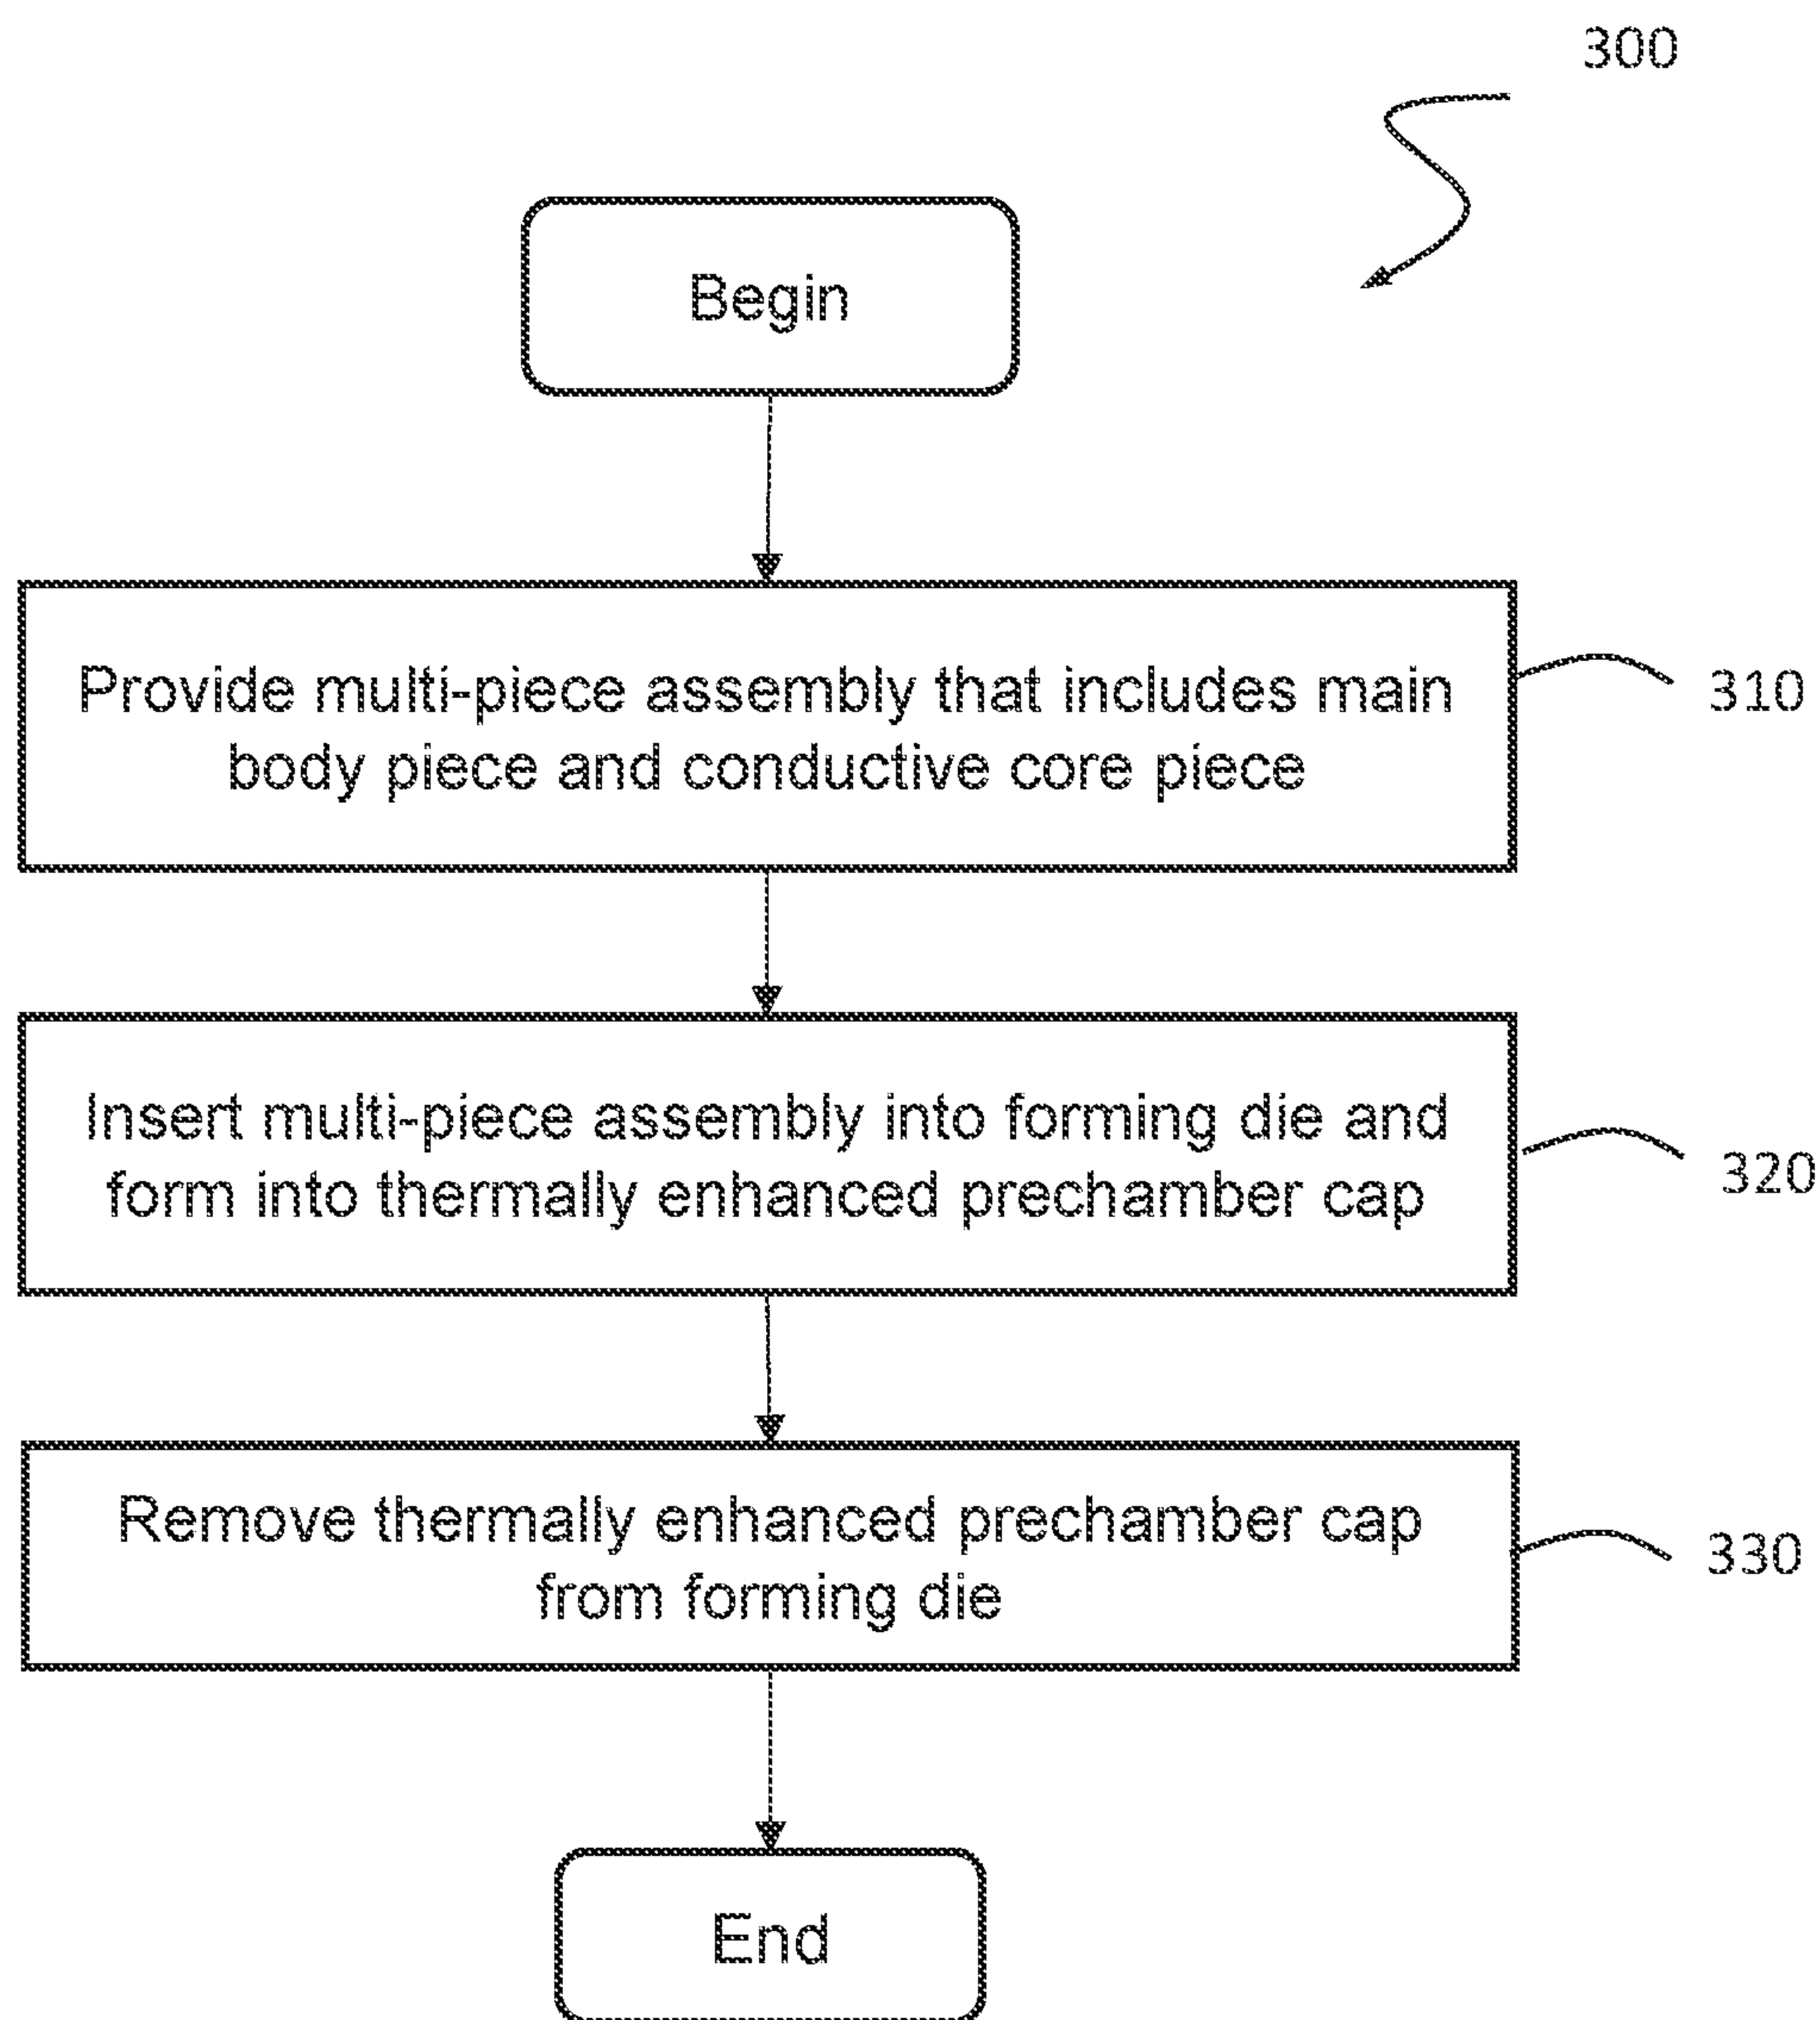 300
Begin
Provide multi-piece assembly that includes main
body piece and conductive core piece
310
Insert multi-piece assembly into forming die and
form into thermally enhanced prechamber cap
320
Remove thermally enhanced prechamber cap
from forming die
330
End